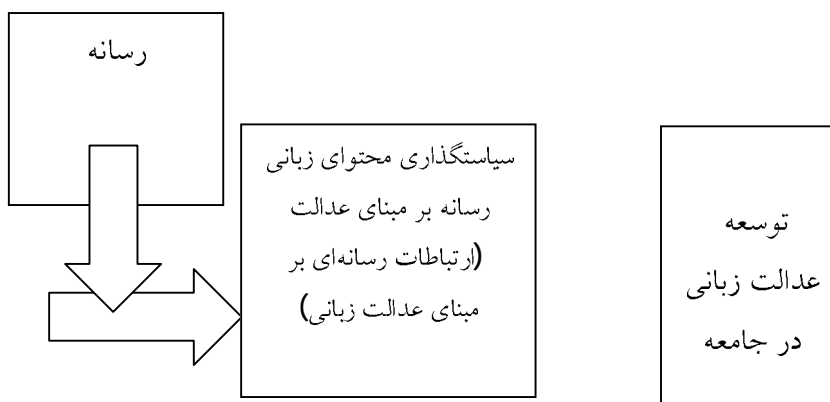 رسانه
سیاستگذاری محتوای زبانی
رسانه بر مبنای عدالت
(ارتباطات رسانه‌ای بر
مبنای عدالت زبانی)
توسعه
عدالت زبانی
در جامعه